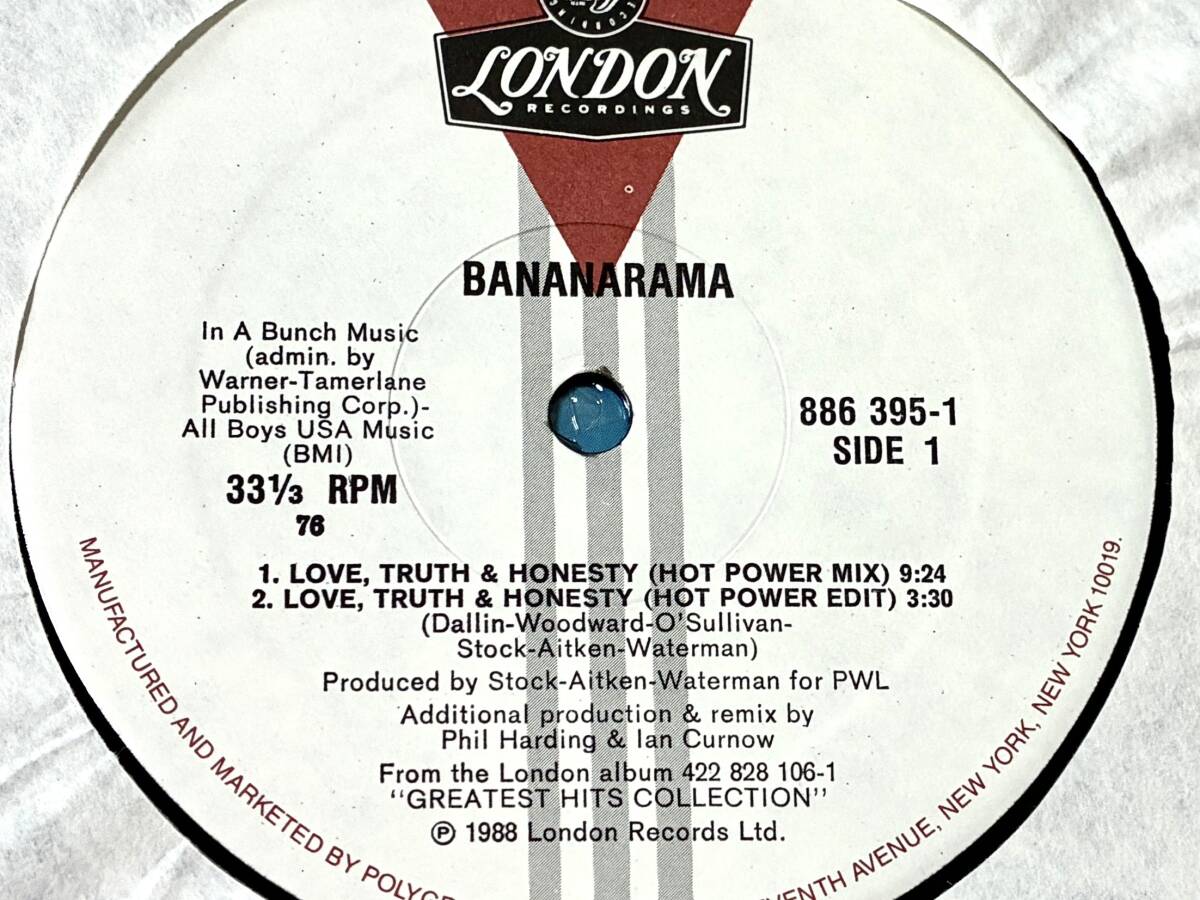 LONDON
RECORDINGS
BANANARAMA
In A Bunch Music
(admin. by
Warner-Tamerlane
Publishing Corp.)-
All Boys USA Music
(BMI)
33⅓ RPM
76
886 395-1
SIDE 1
1. LOVE, TRUTH & HONESTY (HOT POWER MIX) 9:24
2. LOVE, TRUTH & HONESTY (HOT POWER EDIT) 3:30
(Dallin-Woodward-O'Sullivan-
Stock-Aitken-Waterman)
Produced by Stock-Aitken-Waterman for PWL
Additional production & remix by
Phil Harding & Ian Curnow
From the London album 422 828 106-1
"GREATEST HITS COLLECTION"
Ⓟ 1988 London Records Ltd.
MANUFACTURED AND MARKETED BY AVENUE, NEW YORK, NEW YORK 10019.